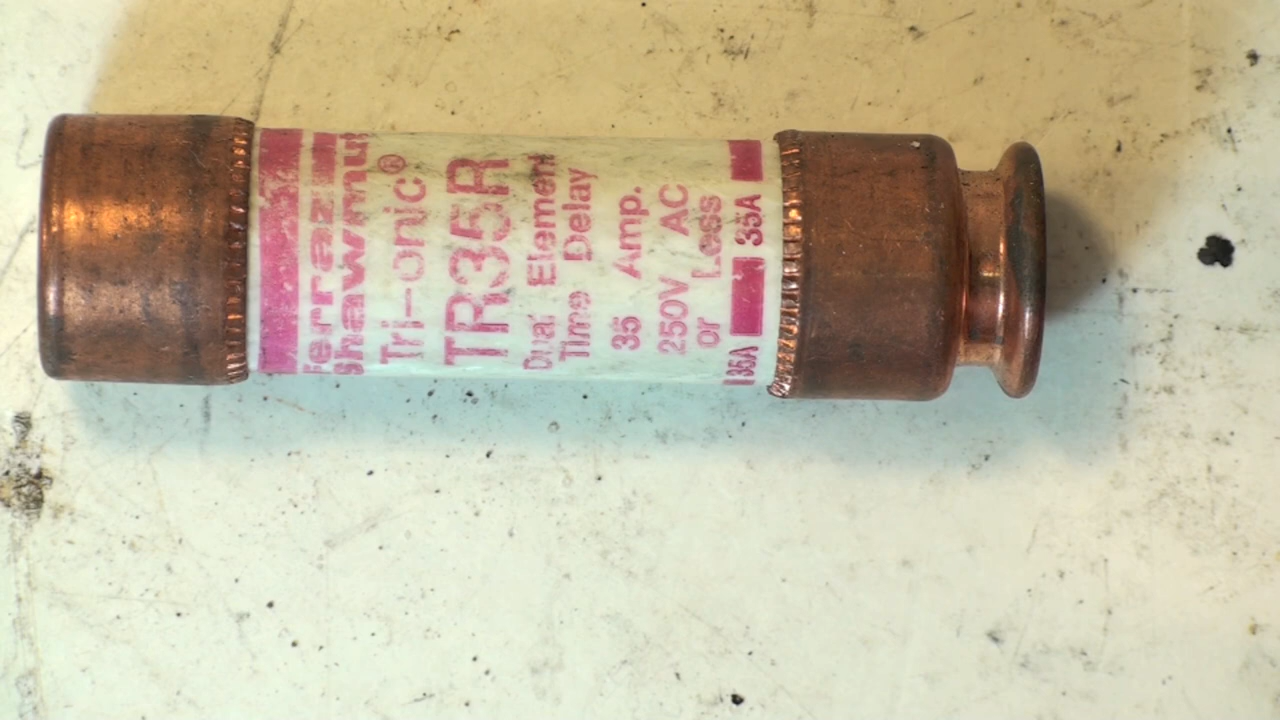 Ferraz
Shawmut
Tri-onic®
TR35R
Dual Element
Time Delay
35 Amp.
250V AC
or Less
35A 35A